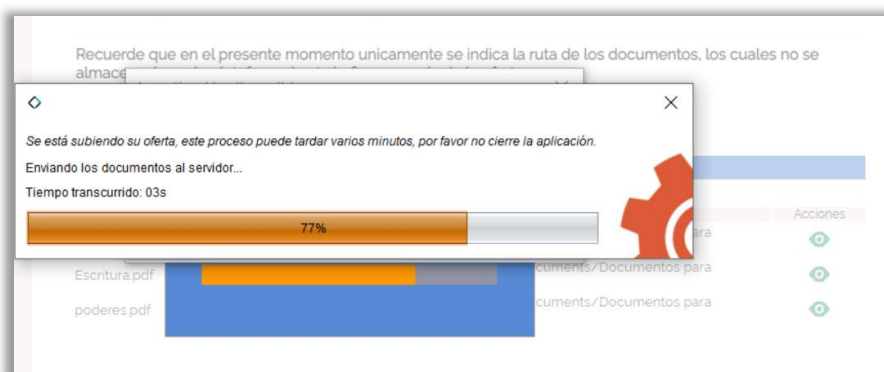 Recuerde que en el presente momento unicamente se indica la ruta de los documentos, los cuales no se
almace
Se está subiendo su oferta, este proceso puede tardar varios minutos, por favor no cierre la aplicación.
Enviando los documentos al servidor...
Tiempo transcurrido: 03s
77%
Acciones
ara
Escritura.pdf
cuments/Documentos para
poderes.pdf
cuments/Documentos para